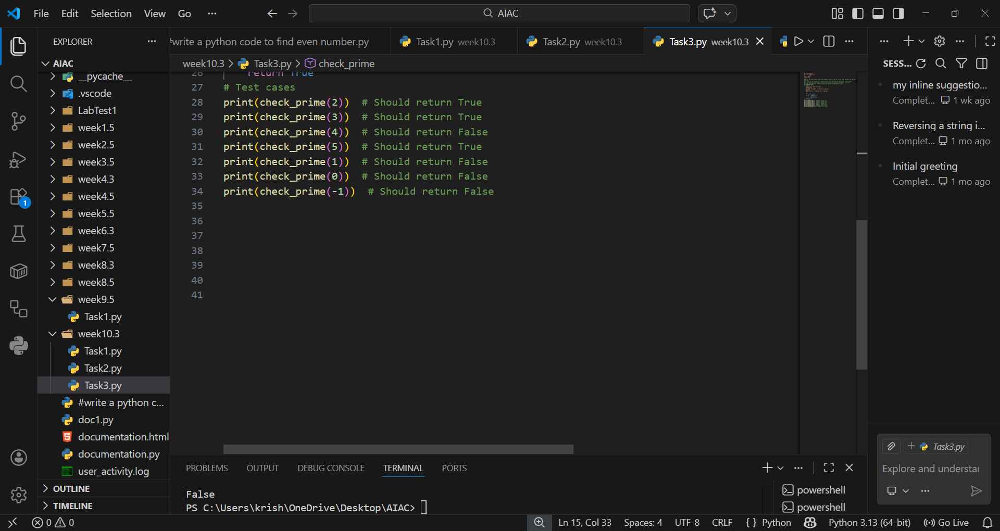 File Edit Selection View Go ··· AIAC
EXPLORER ···
AIAC
__pycache__
.vscode
LabTest1
week1.5
week2.5
week3.5
week4.3
week4.5
week5.5
week6.3
week7.5
week8.3
week8.5
week9.5
Task1.py
week10.3
Task1.py
Task2.py
Task3.py
#write a python c...
doc1.py
documentation.html
documentation.py
user_activity.log
OUTLINE
TIMELINE
1
#write a python code to find even number.py Task1.py week10.3 Task2.py week10.3 Task3.py week10.3
week10.3 > Task3.py > check_prime
26 return True
27 # Test cases
28 print(check_prime(2)) # Should return True
29 print(check_prime(3)) # Should return True
30 print(check_prime(4)) # Should return False
31 print(check_prime(5)) # Should return True
32 print(check_prime(1)) # Should return False
33 print(check_prime(0)) # Should return False
34 print(check_prime(-1)) # Should return False
35
36
37
38
39
40
41
PROBLEMS OUTPUT DEBUG CONSOLE TERMINAL PORTS
False
PS C:\Users\krish\OneDrive\Desktop\AIAC>
powershell
powershell
SESS...
my inline suggestio...
Complet... 1 wk ago
Reversing a string i...
Complet... 1 mo ago
Initial greeting
Complet... 1 mo ago
Task3.py
Explore and understar
0 0 Ln 15, Col 33 Spaces: 4 UTF-8 CRLF {} Python Python 3.13 (64-bit) Go Live